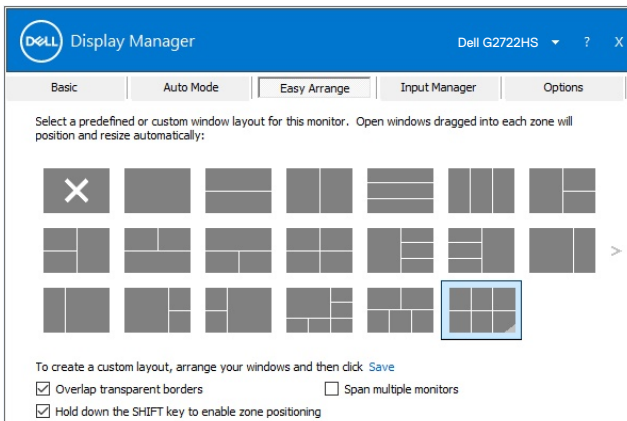 DELL Display Manager Dell G2722HS ? X
Basic Auto Mode Easy Arrange Input Manager Options
Select a predefined or custom window layout for this monitor. Open windows dragged into each zone will
position and resize automatically:
>
To create a custom layout, arrange your windows and then click Save
Overlap transparent borders Span multiple monitors
Hold down the SHIFT key to enable zone positioning